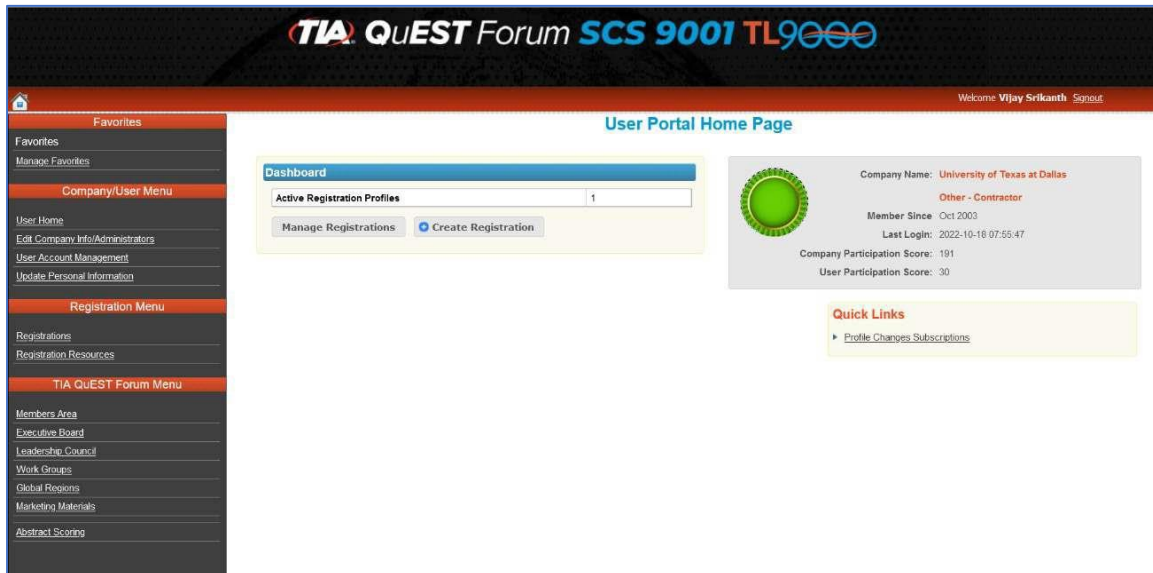 TIA QuEST Forum SCS 9001 TL9000
Welcome Vijay Srikanth Signout
Favorites
Favorites
Manage Favorites
Company/User Menu
User Home
Edit Company Info/Administrators
User Account Management
Update Personal Information
Registration Menu
Registrations
Registration Resources
TIA QuEST Forum Menu
Members Area
Executive Board
Leadership Council
Work Groups
Global Regions
Marketing Materials
Abstract Scoring
User Portal Home Page
Dashboard
Active Registration Profiles 1
Manage Registrations Create Registration
Company Name: University of Texas at Dallas
Other - Contractor
Member Since Oct 2003
Last Login: 2022-10-18 07:55:47
Company Participation Score: 191
User Participation Score: 30
Quick Links
Profile Changes Subscriptions